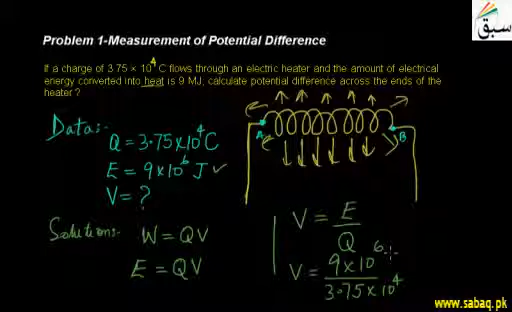 سبق
Problem 1-Measurement of Potential Difference
If a charge of 3.75 × 10⁴ C flows through an electric heater and the amount of electrical
energy converted into heat is 9 MJ, calculate potential difference across the ends of the
heater ?
Data:-
Q = 3.75×10⁴C
E = 9×10⁶ J ✓
V = ?
A
B
Solution:-
W = QV
E = QV
V = E/Q
V = 9×10⁶/3.75×10⁴
www.sabaq.pk